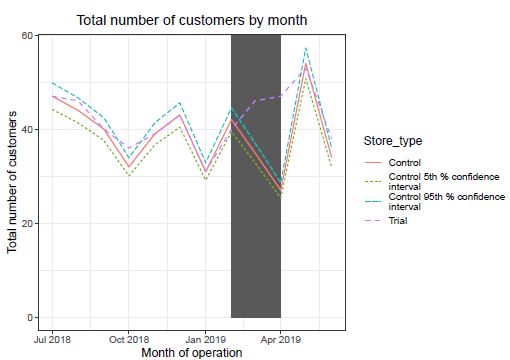 Total number of customers by month
Total number of customers
60
40
20
0
Jul 2018
Oct 2018
Jan 2019
Apr 2019
Month of operation
Store_type
Control
Control 5th % confidence
interval
Control 95th % confidence
interval
Trial